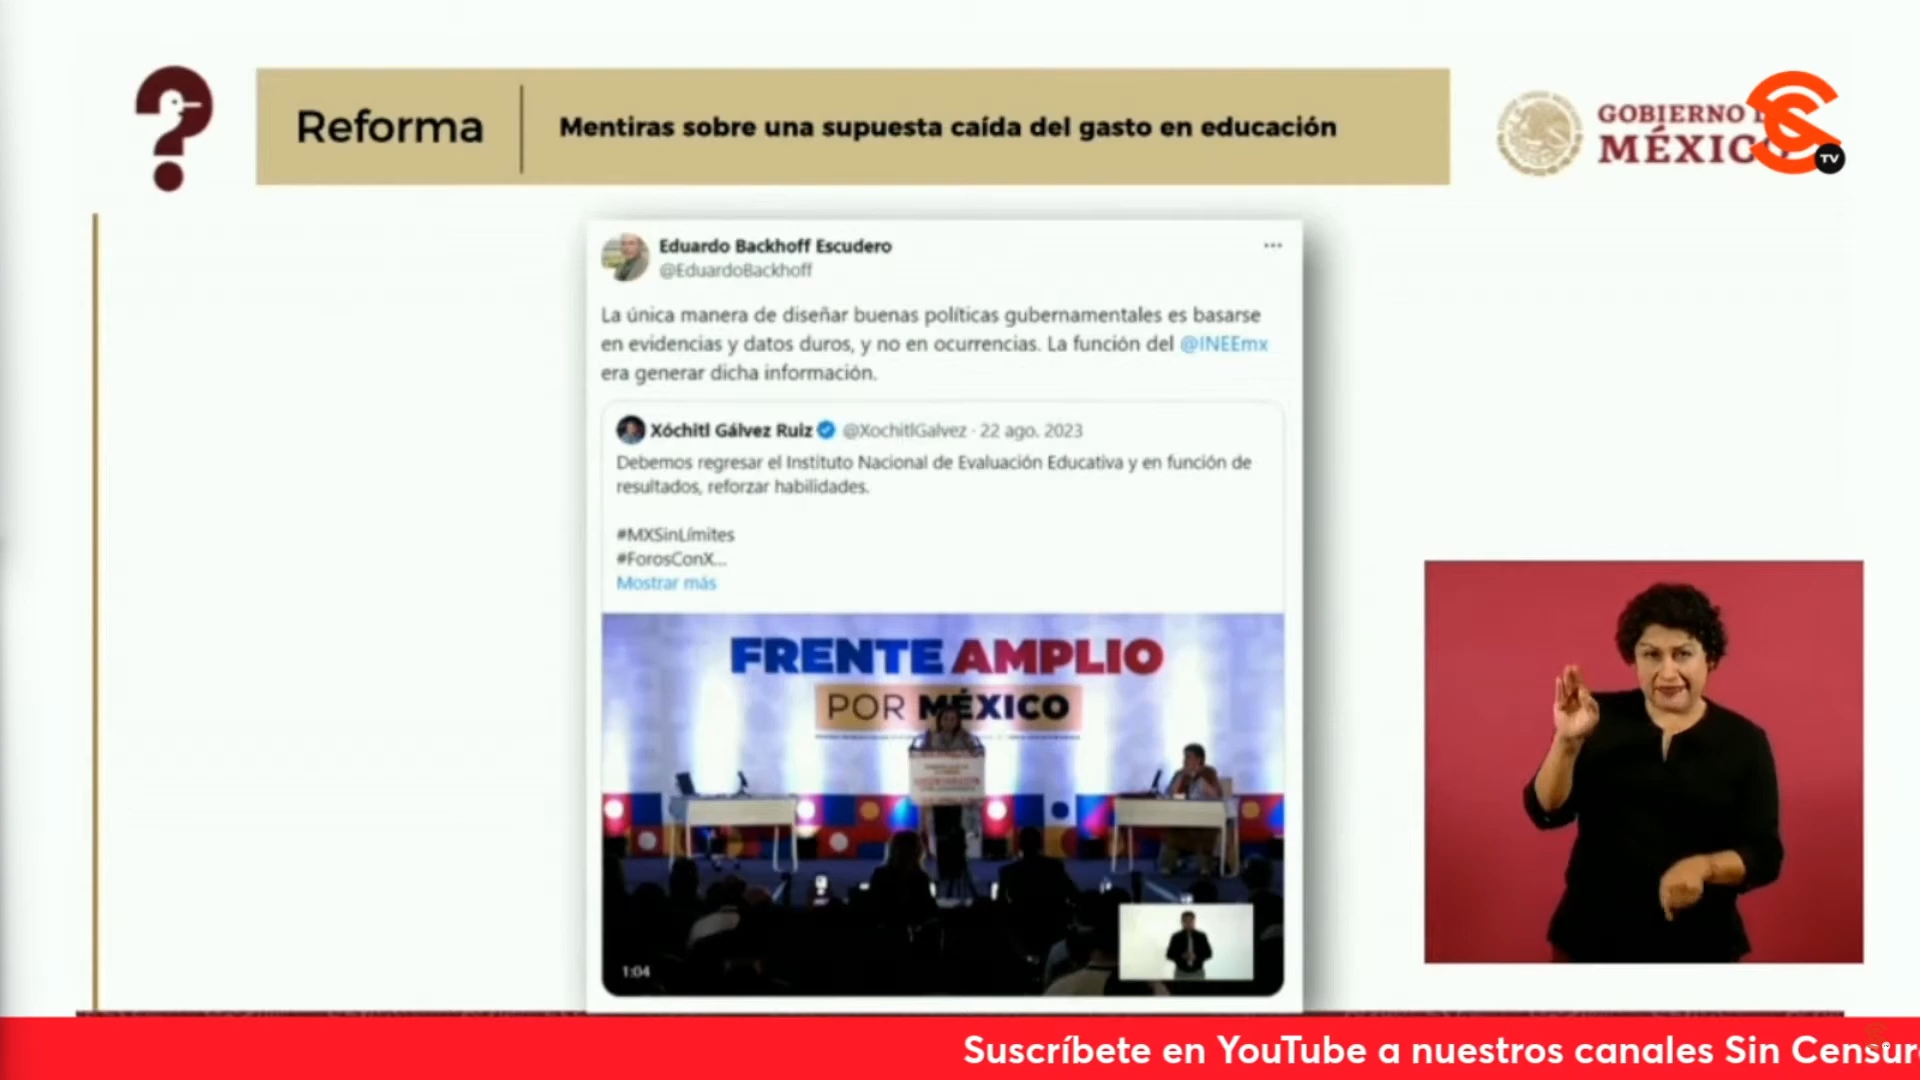 Reforma
Mentiras sobre una supuesta caída del gasto en educación
GOBIERNO
MÉXICO
TV
Eduardo Backhoff Escudero
@EduardoBackhoff
La única manera de diseñar buenas políticas gubernamentales es basarse
en evidencias y datos duros, y no en ocurrencias. La función del @INEEmx
era generar dicha información.
Xóchitl Gálvez Ruiz @XochitlGalvez · 22 ago. 2023
Debemos regresar el Instituto Nacional de Evaluación Educativa y en función de
resultados, reforzar habilidades.
#MXSinLímites
#ForosConX...
Mostrar más
FRENTE AMPLIO
POR MÉXICO
1:04
Suscríbete en YouTube a nuestros canales Sin Censur